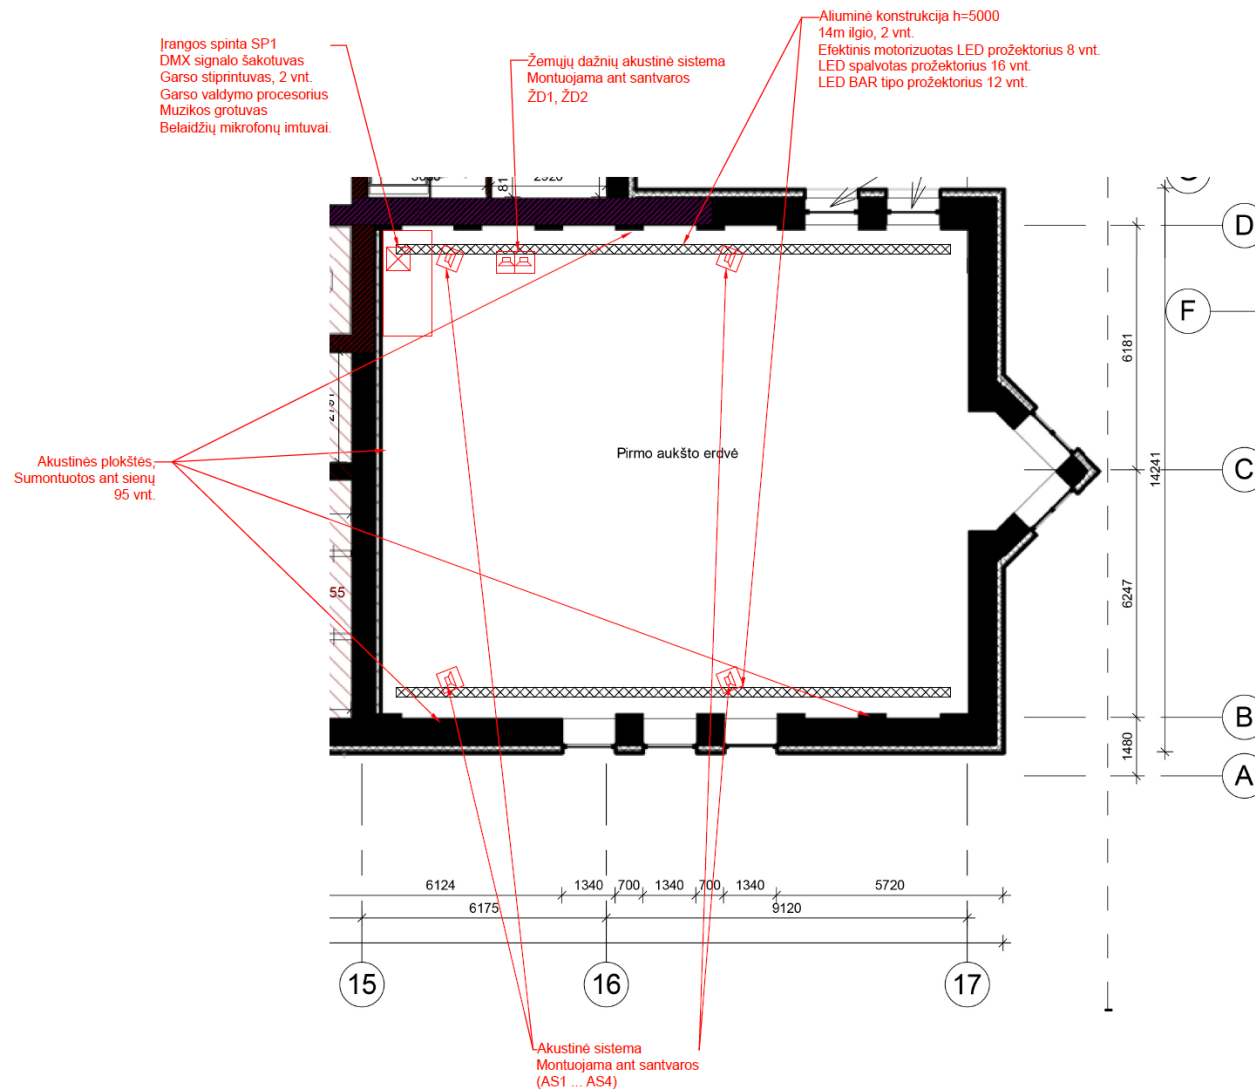 Aliuminė konstrukcija h=5000
14m ilgio, 2 vnt.
Efektinis motorizuotas LED prožektorius 8 vnt.
LED spalvotas prožektorius 16 vnt.
LED BAR tipo prožektorius 12 vnt.
Įrangos spinta SP1
DMX signalo šakotuvas
Garso stiprintuvas, 2 vnt.
Garso valdymo procesorius
Muzikos grotuvas
Belaidžių mikrofonų imtuvai.
Žemųjų dažnių akustinė sistema
Montuojama ant santvaros
ŽD1, ŽD2
D
F
6181
Pirmo aukšto erdvė
14241
C
Akustinės plokštės,
Sumontuotos ant sienų
95 vnt.
55
6247
B
1480
A
6124
1340
700
1340
700
1340
5720
6175
9120
15
16
17
Akustinė sistema
Montuojama ant santvaros
(AS1 ... AS4)